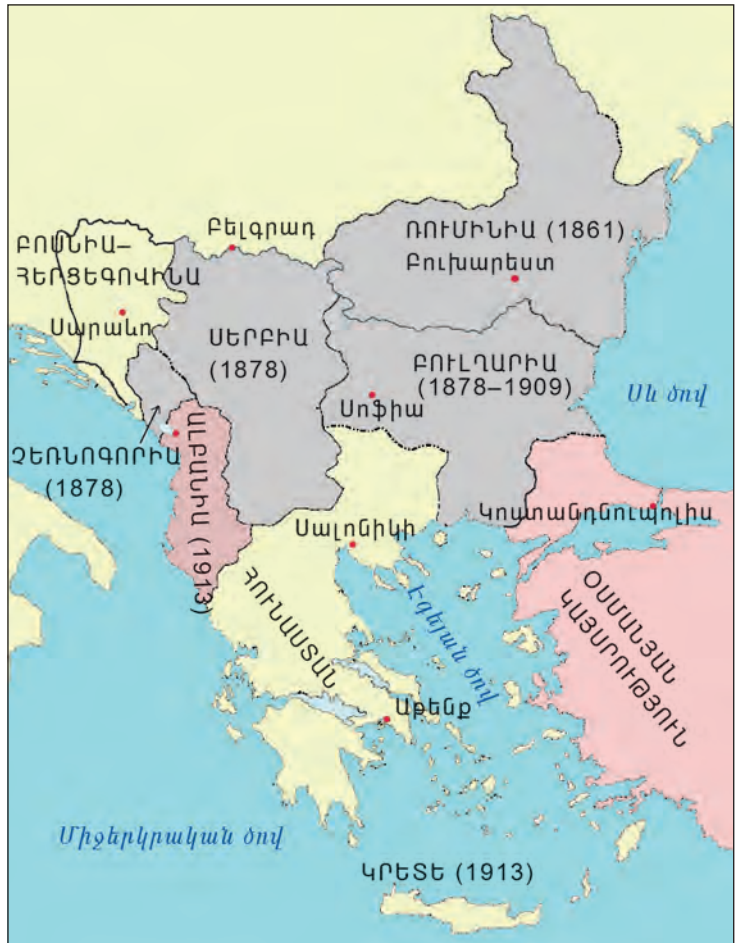 ԲՈՍՆԻԱ–
ՀԵՐՑԵԳՈՎԻՆԱ
Սարաևո
Բելգրադ
ՌՈՒՄԻՆԻԱ (1861)
Բուխարեստ
ՍԵՐԲԻԱ
(1878)
ԲՈՒԼՂԱՐԻԱ
(1878–1909)
Սոֆիա
Սև ծով
ՉԵՌՆՈԳՈՐԻԱ
(1878)
ԱԼԲԱՆԻԱ (1913)
Սալոնիկի
Կոստանդնուպոլիս
ՀՈՒՆԱՍՏԱՆ
Էգեյան ծով
ՕՍՄԱՆՅԱՆ
ԿԱՅՍՐՈՒԹՅՈՒՆ
Աթենք
Միջերկրական ծով
ԿՐԵՏԵ (1913)